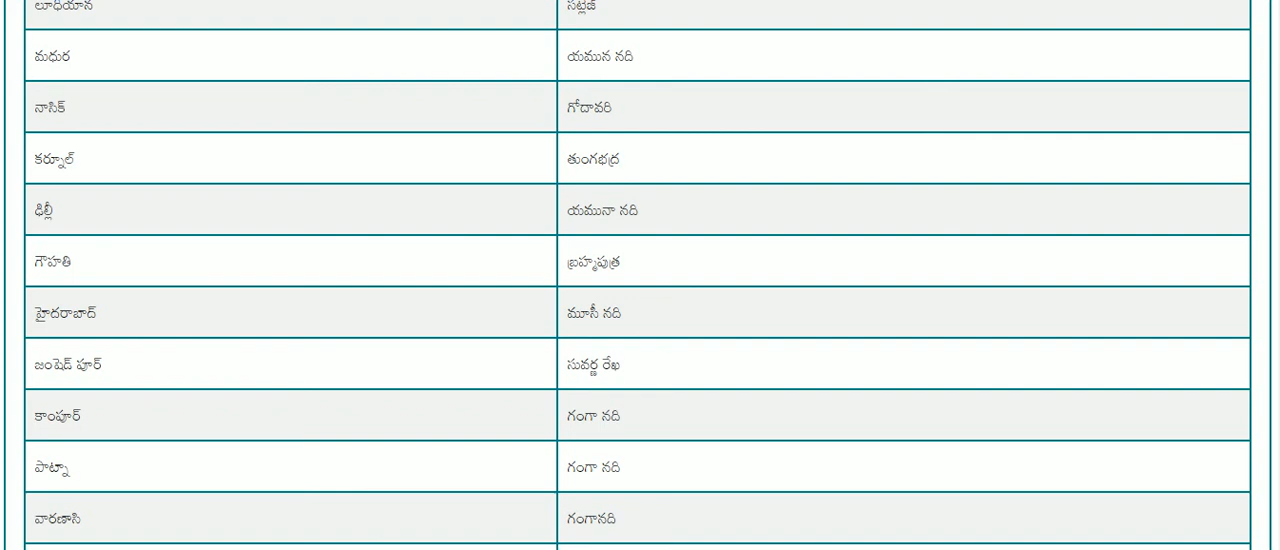 లూధియాన సట్లెజ్
మధుర యమున నది
నాసిక్ గోదావరి
కర్నూల్ తుంగభద్ర
ఢిల్లీ యమునా నది
గౌహతి బ్రహ్మపుత్ర
హైదరాబాద్ మూసీ నది
జంషెడ్ పూర్ సువర్ణ రేఖ
కాంపూర్ గంగా నది
పాట్నా గంగా నది
వారణాసి గంగానది